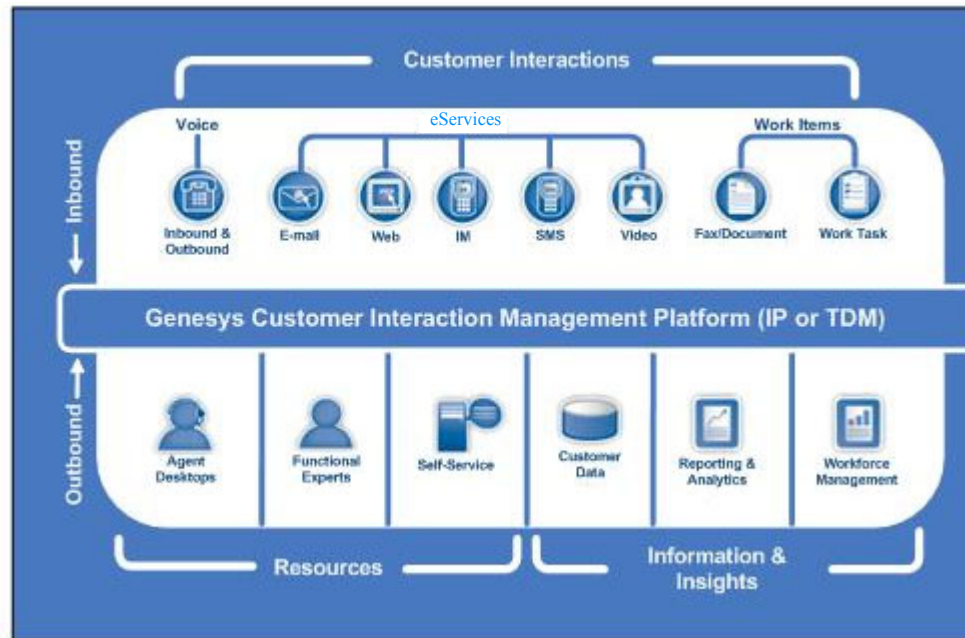 Customer Interactions
Voice
eServices
Work Items
Inbound
Inbound &
Outbound
E-mail
Web
IM
SMS
Video
Fax/Document
Work Task
Genesys Customer Interaction Management Platform (IP or TDM)
Outbound
Agent
Desktops
Functional
Experts
Self-Service
Customer
Data
Reporting &
Analytics
Workforce
Management
Resources
Information &
Insights